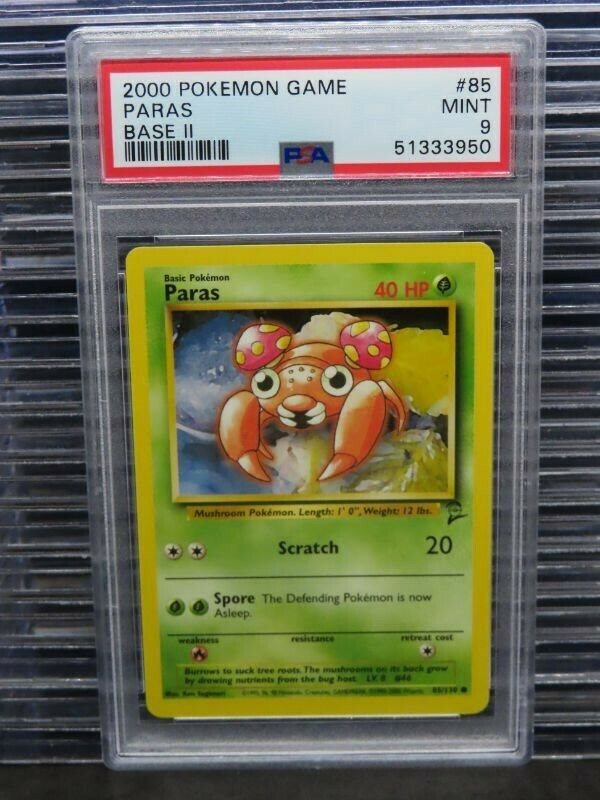 2000 POKEMON GAME #85
PARAS MINT
BASE II 9
PSA 51333950
Basic Pokémon
Paras 40 HP
Mushroom Pokémon. Length: 1' 0", Weight: 12 lbs.
Scratch 20
Spore The Defending Pokémon is now
Asleep.
weakness resistance retreat cost
Burrows to suck tree roots. The mushrooms on its back grow
by drawing nutrients from the bug host. LV. 8 #46
Illus. Ken Sugimori 85/130